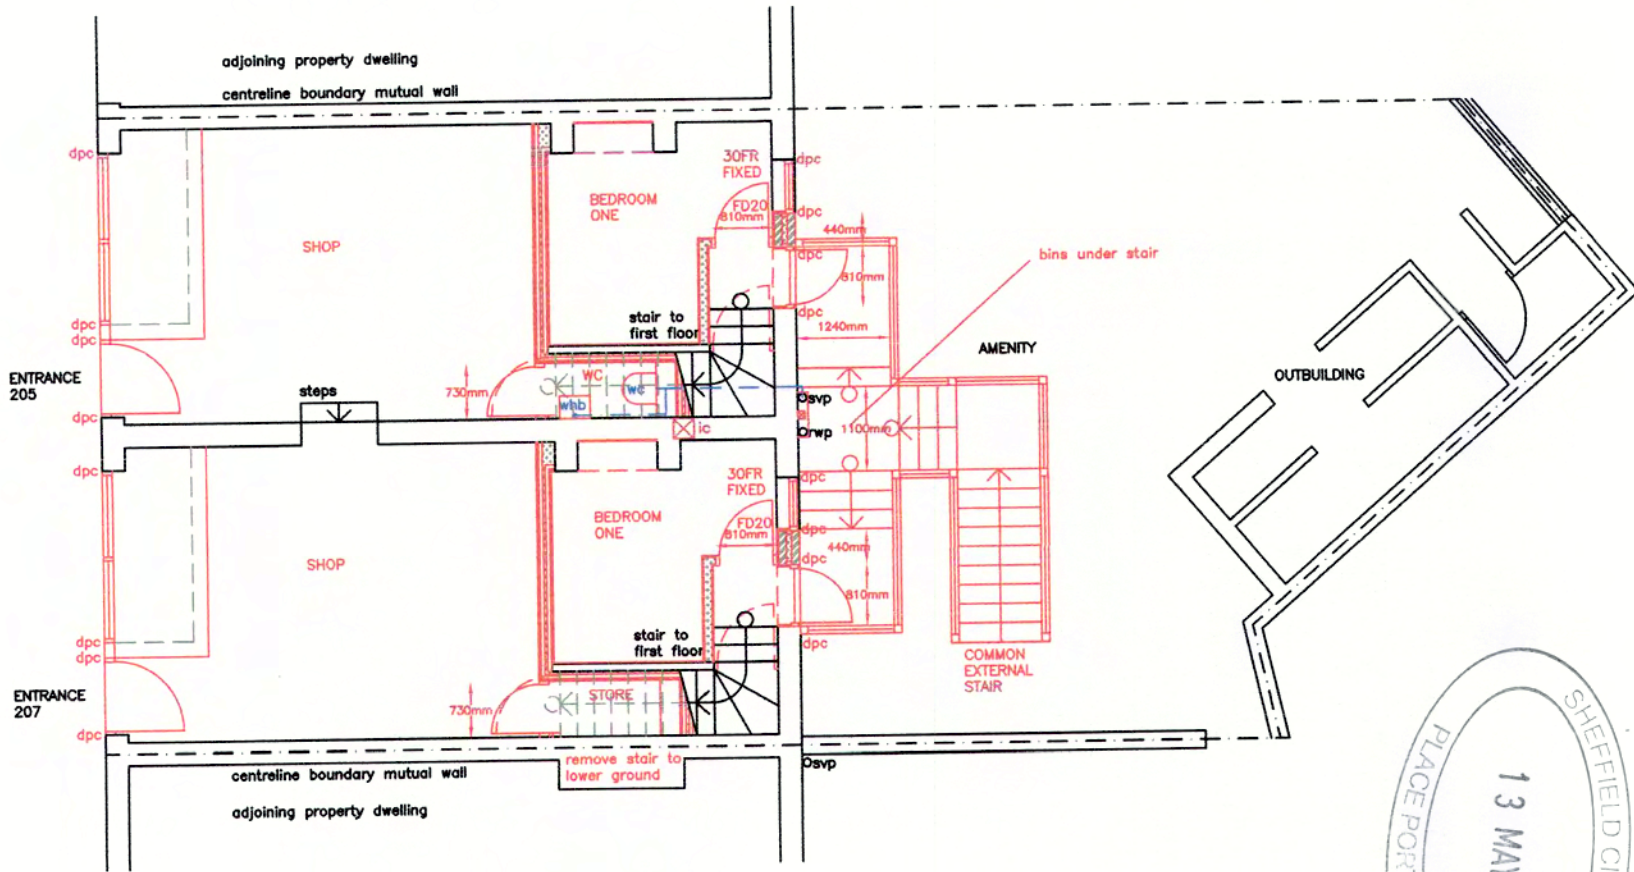 adjoining property dwelling
centreline boundary mutual wall
dpc
30FR
FIXED
dpc
BEDROOM
ONE
FD20
810mm
dpc
440mm
SHOP
dpc
bins under stair
810mm
dpc
dpc
stair to
first floor
dpc
1240mm
AMENITY
ENTRANCE
205
WC
OUTBUILDING
steps
730mm
wc
whb
svp
dpc
ic
rwp
1100mm
dpc
30FR
FIXED
dpc
BEDROOM
ONE
FD20
810mm
dpc
440mm
dpc
SHOP
810mm
stair to
first floor
dpc
dpc
dpc
COMMON
EXTERNAL
STAIR
ENTRANCE
207
STORE
730mm
dpc
remove stair to
lower ground
svp
centreline boundary mutual wall
adjoining property dwelling
SHEFFIELD
PLACE
13 MAY